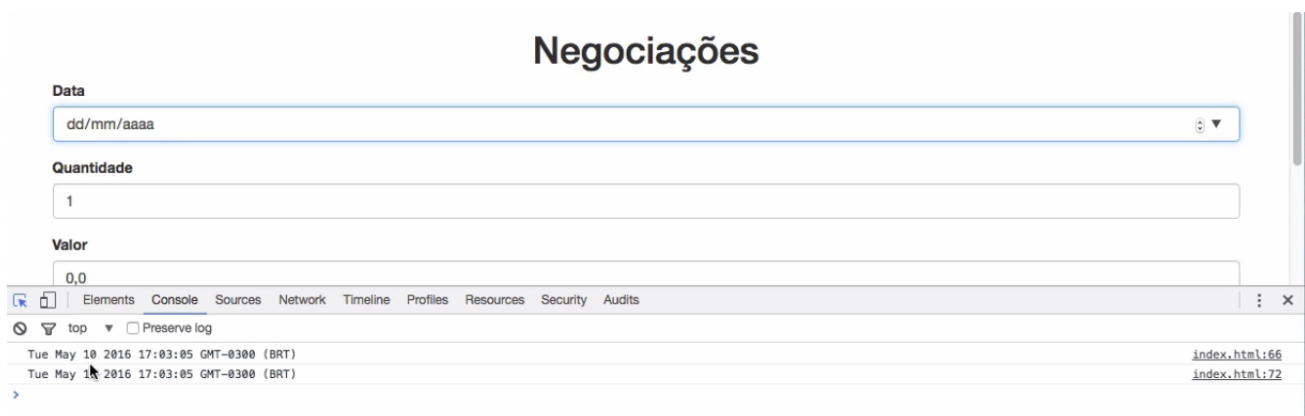 Negociações
Data
dd/mm/aaaa
Quantidade
1
Valor
0,0
Elements Console Sources Network Timeline Profiles Resources Security Audits
top Preserve log
Tue May 10 2016 17:03:05 GMT-0300 (BRT) index.html:66
Tue May 2016 17:03:05 GMT-0300 (BRT) index.html:72